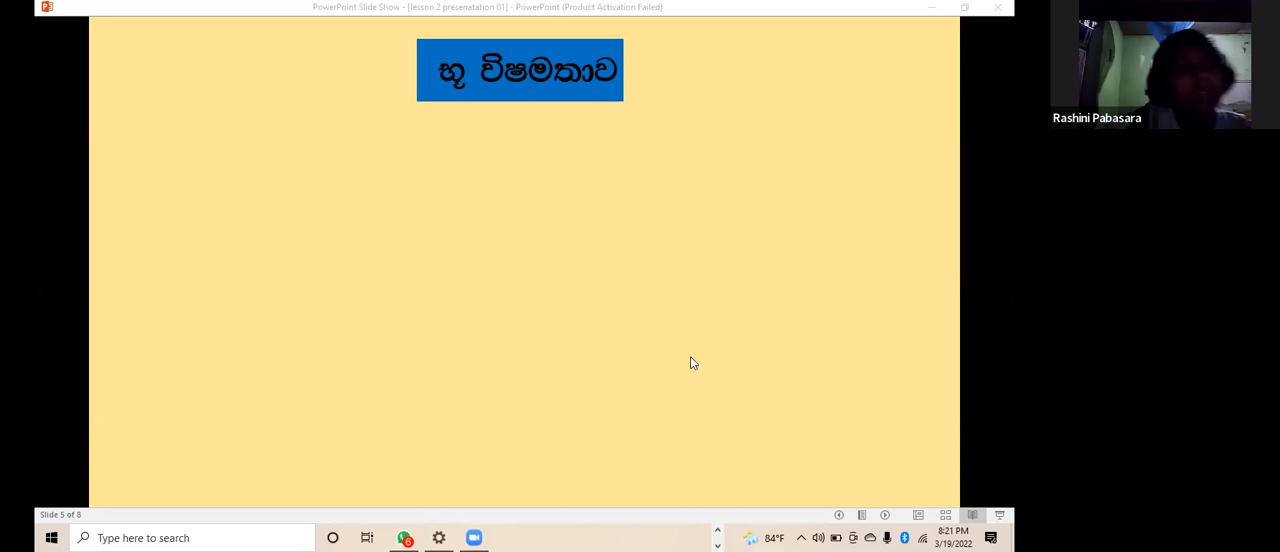 PowerPoint Slide Show - [lesson 2 presenatation 01] - PowerPoint (Product Activation Failed)
භූ විෂමතාව
Rashini Pabasara
Slide 5 of 8
Type here to search
6
84°F
8:21 PM
3/19/2022